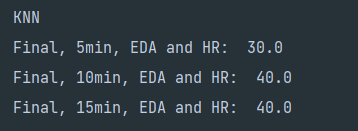 KNN
Final, 5min, EDA and HR:  30.0
Final, 10min, EDA and HR:  40.0
Final, 15min, EDA and HR:  40.0